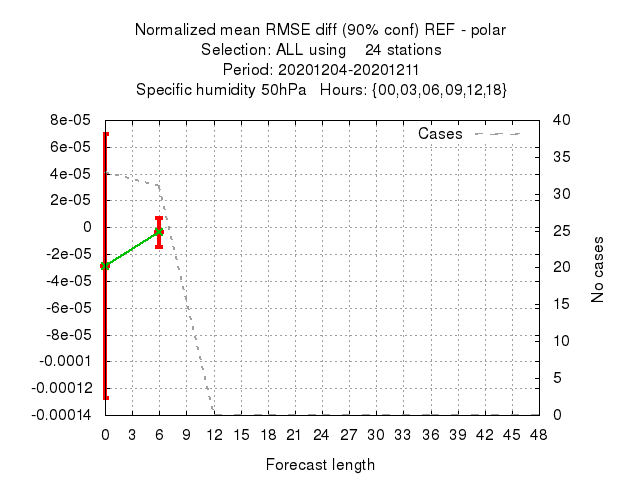 Normalized mean RMSE diff (90% conf) REF - polar
Selection: ALL using    24 stations
Period: 20201204-20201211
Specific humidity 50hPa   Hours: {00,03,06,09,12,18}
Cases
8e-05
6e-05
4e-05
2e-05
0
-2e-05
-4e-05
-6e-05
-8e-05
-0.0001
-0.00012
-0.00014
40
35
30
25
20
15
10
5
0
No cases
0 3 6 9 12 15 18 21 24 27 30 33 36 39 42 45 48
Forecast length